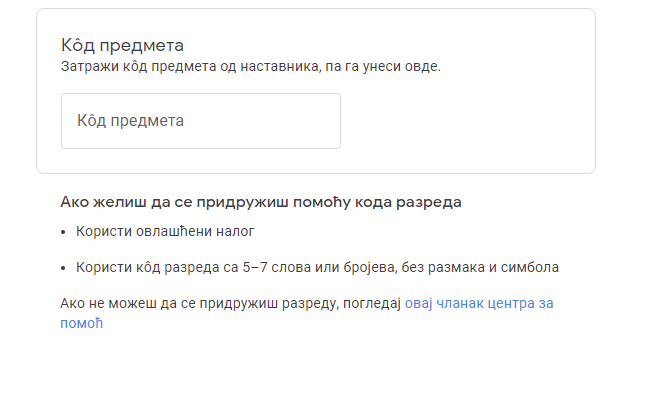 Кôд предмета
Затражи кôд предмета од наставника, па га унеси овде.
Кôд предмета
Ако желиш да се придружиш помоћу кода разреда
• Користи овлашћени налог
• Користи кôд разреда са 5–7 слова или бројева, без размака и симбола
Ако не можеш да се придружиш разреду, погледај овај чланак центра за
помоћ